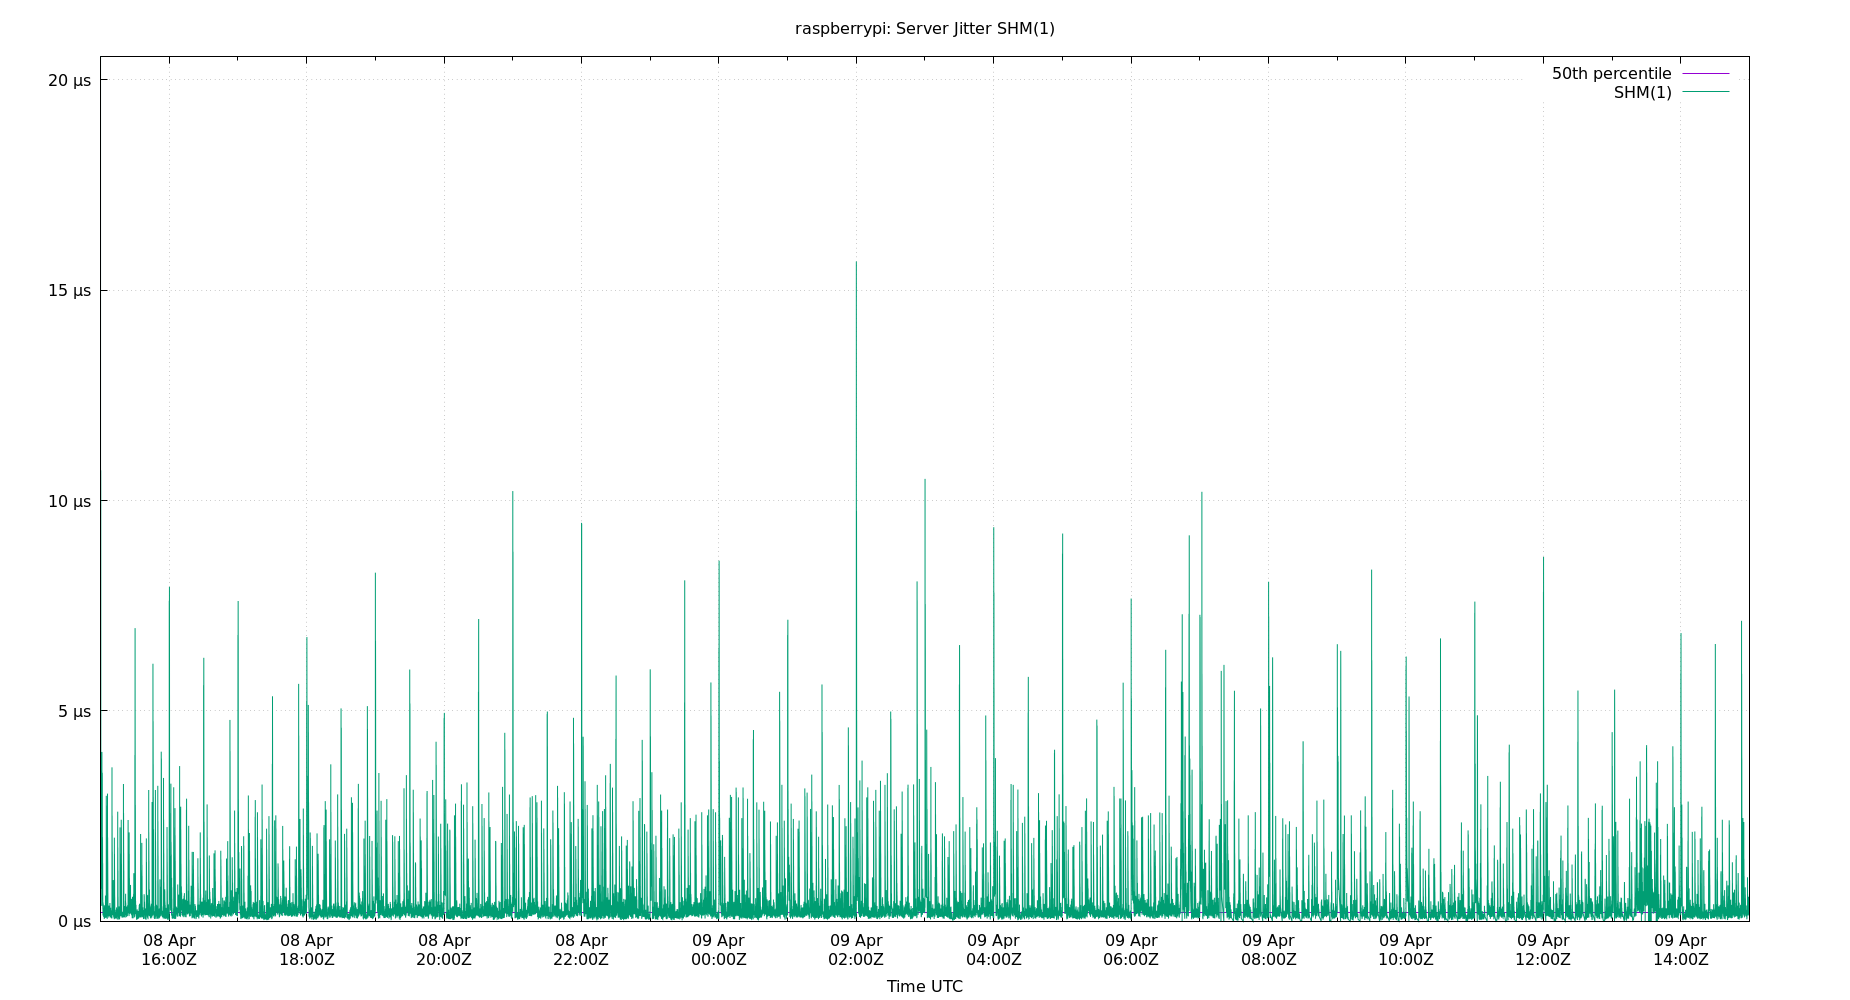 raspberrypi: Server Jitter SHM(1)
50th percentile
SHM(1)
20 µs
15 µs
10 µs
5 µs
0 µs
08 Apr 08 Apr 08 Apr 08 Apr 09 Apr 09 Apr 09 Apr 09 Apr 09 Apr 09 Apr 09 Apr 09 Apr
16:00Z 18:00Z 20:00Z 22:00Z 00:00Z 02:00Z 04:00Z 06:00Z 08:00Z 10:00Z 12:00Z 14:00Z
Time UTC